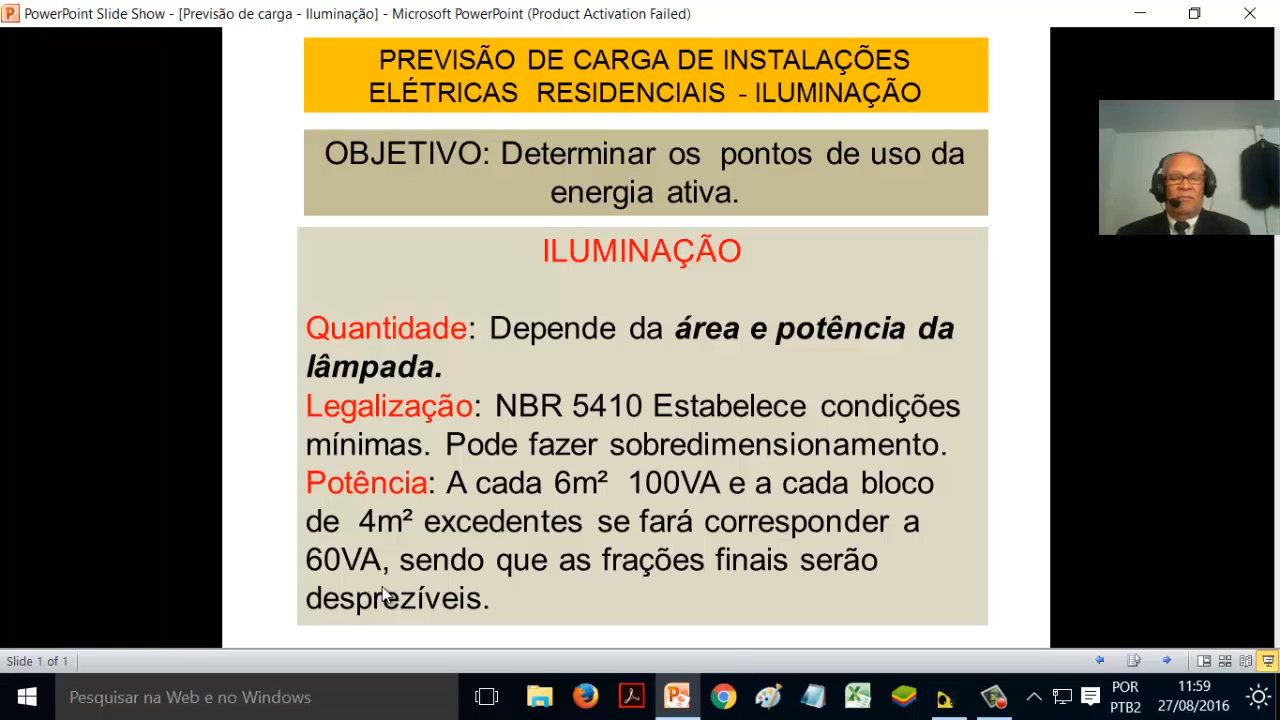 PowerPoint Slide Show - [Previsão de carga - Iluminação] - Microsoft PowerPoint (Product Activation Failed)
PREVISÃO DE CARGA DE INSTALAÇÕES
ELÉTRICAS RESIDENCIAIS - ILUMINAÇÃO
OBJETIVO: Determinar os pontos de uso da
energia ativa.
ILUMINAÇÃO
Quantidade: Depende da área e potência da
lâmpada.
Legalização: NBR 5410 Estabelece condições
mínimas. Pode fazer sobredimensionamento.
Potência: A cada 6m² 100VA e a cada bloco
de 4m² excedentes se fará corresponder a
60VA, sendo que as frações finais serão
desprezíveis.
Slide 1 of 1
Pesquisar na Web e no Windows
POR
PTB2
11:59
27/08/2016